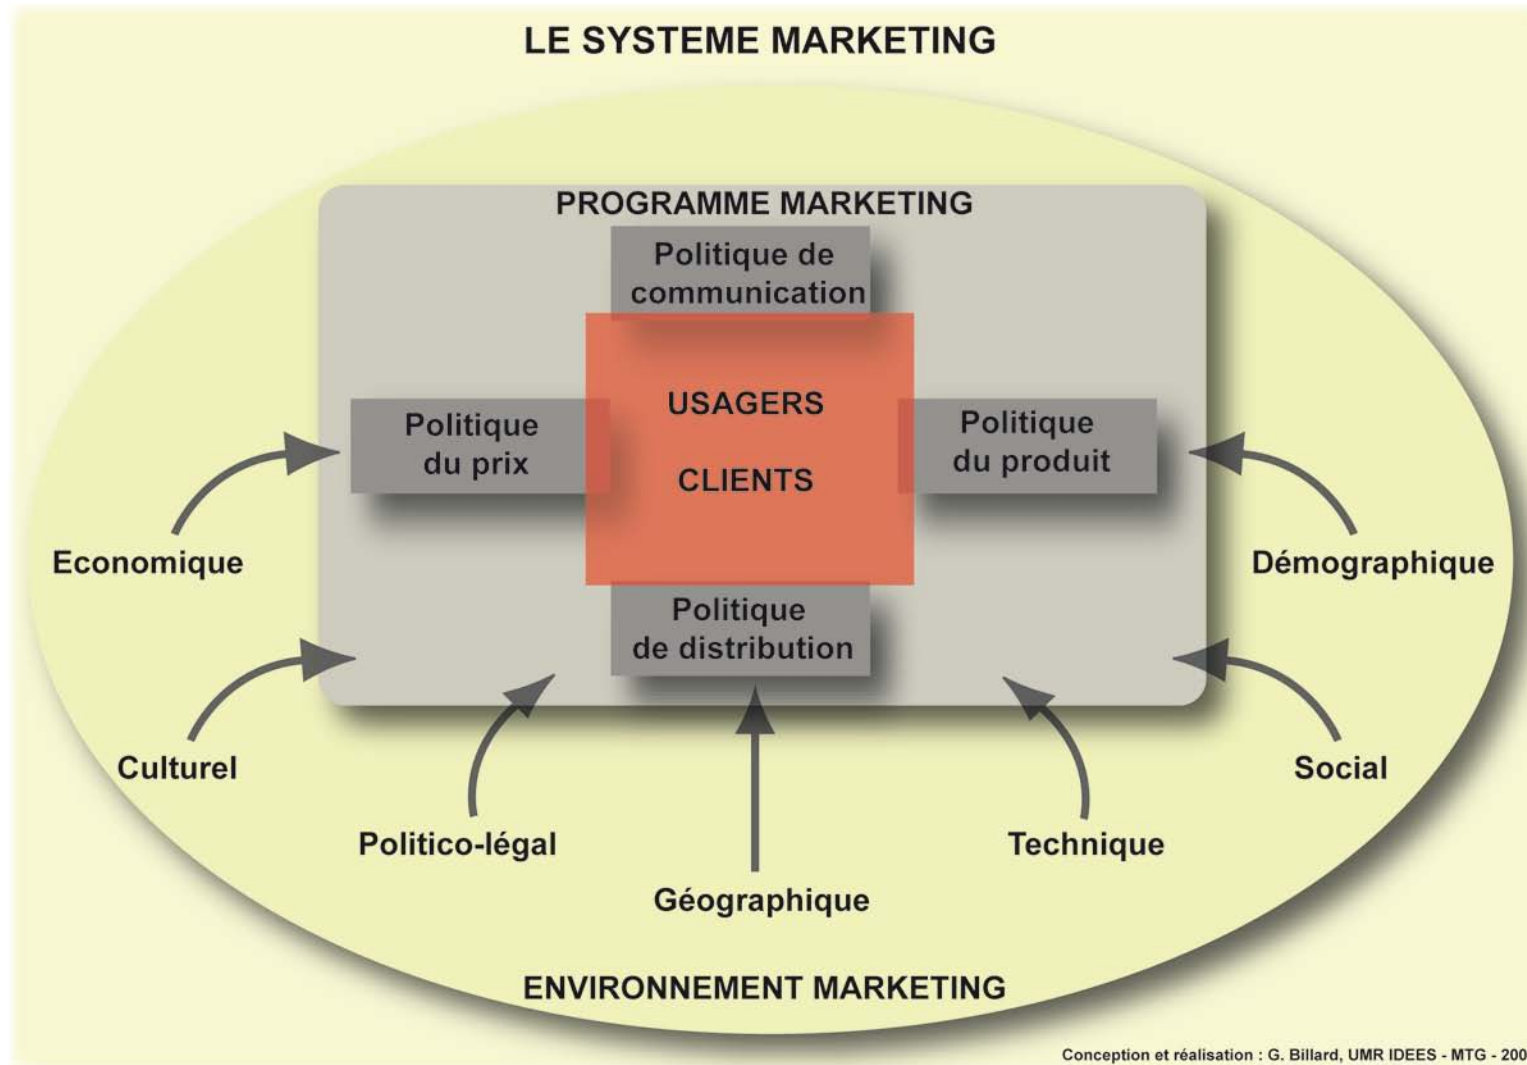 LE SYSTEME MARKETING
PROGRAMME MARKETING
Politique de
communication
USAGERS
CLIENTS
Politique
du prix
Politique
du produit
Politique
de distribution
Economique
Démographique
Culturel
Social
Politico-légal
Technique
Géographique
ENVIRONNEMENT MARKETING
Conception et réalisation : G. Billard, UMR IDEES - MTG - 200